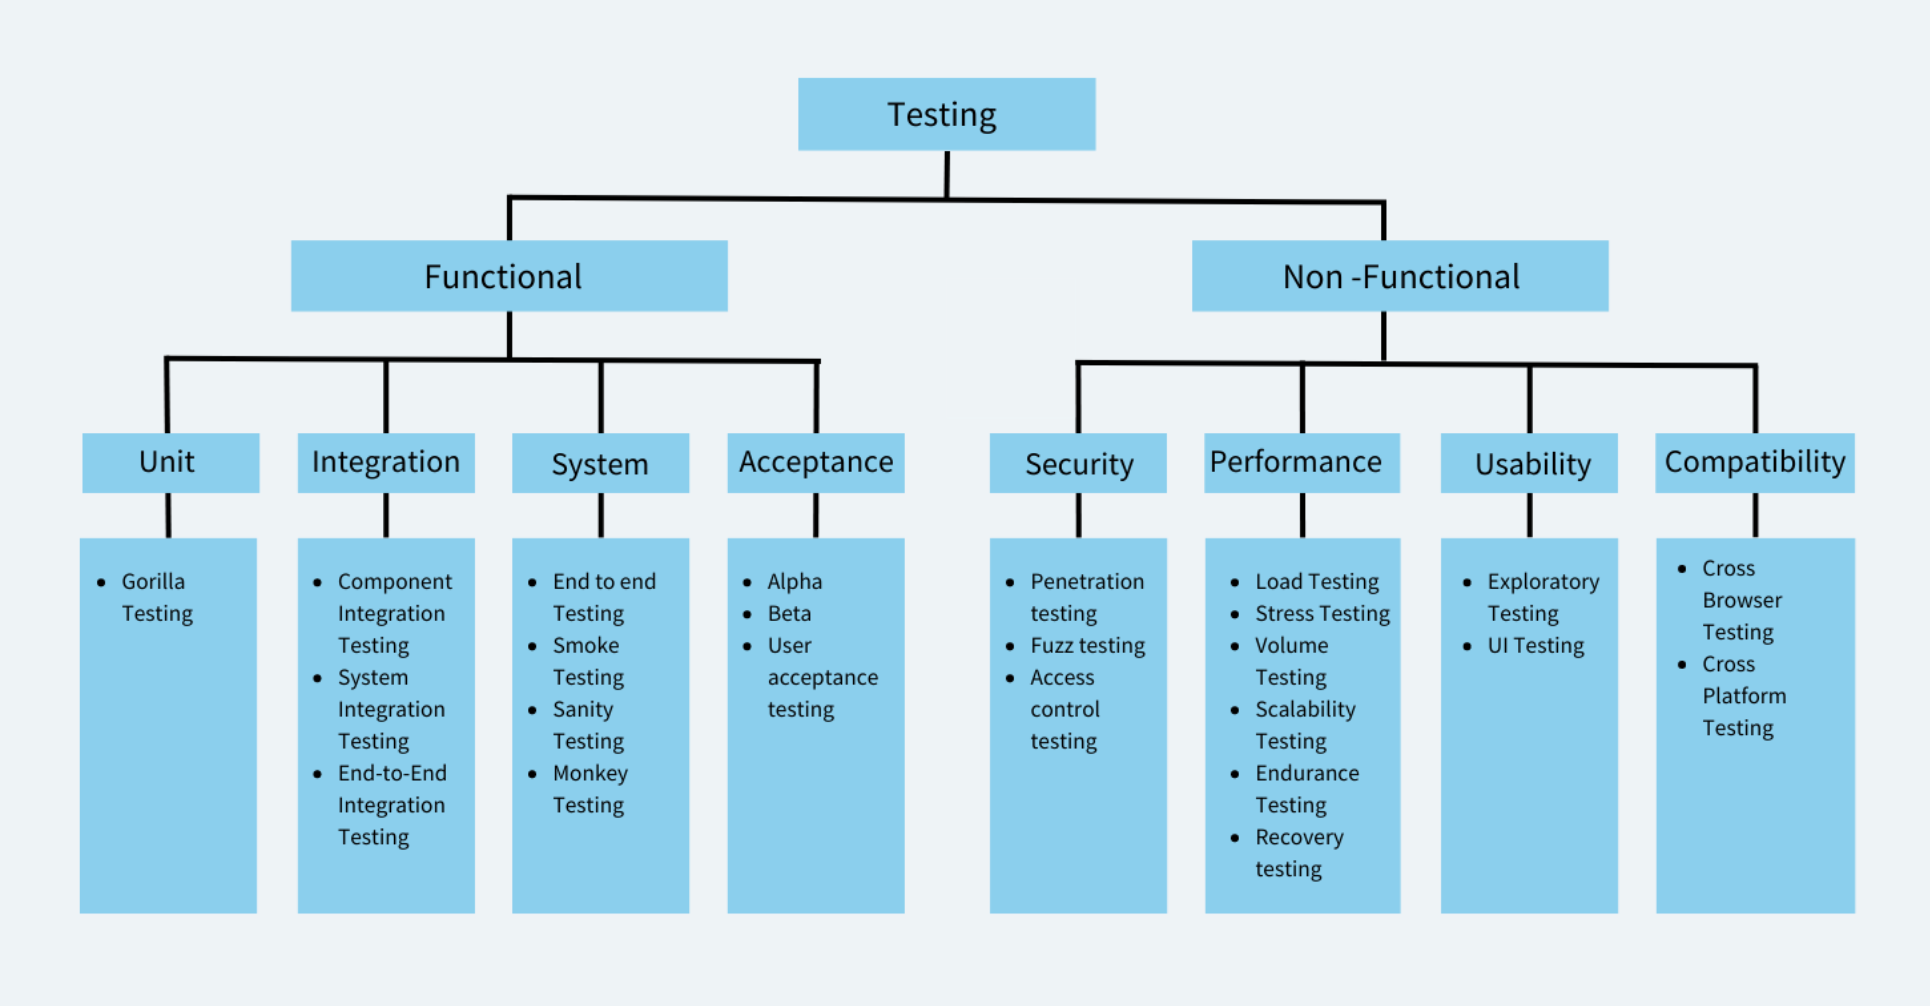 Testing
Functional
Non -Functional
Unit
Integration
System
Acceptance
Security
Performance
Usability
Compatibility
• Gorilla
Testing
• Component
Integration
Testing
• System
Integration
Testing
• End-to-End
Integration
Testing
• End to end
Testing
• Smoke
Testing
• Sanity
Testing
• Monkey
Testing
• Alpha
• Beta
• User
acceptance
testing
• Penetration
testing
• Fuzz testing
• Access
control
testing
• Load Testing
• Stress Testing
• Volume
Testing
• Scalability
Testing
• Endurance
Testing
• Recovery
testing
• Exploratory
Testing
• UI Testing
• Cross
Browser
Testing
• Cross
Platform
Testing